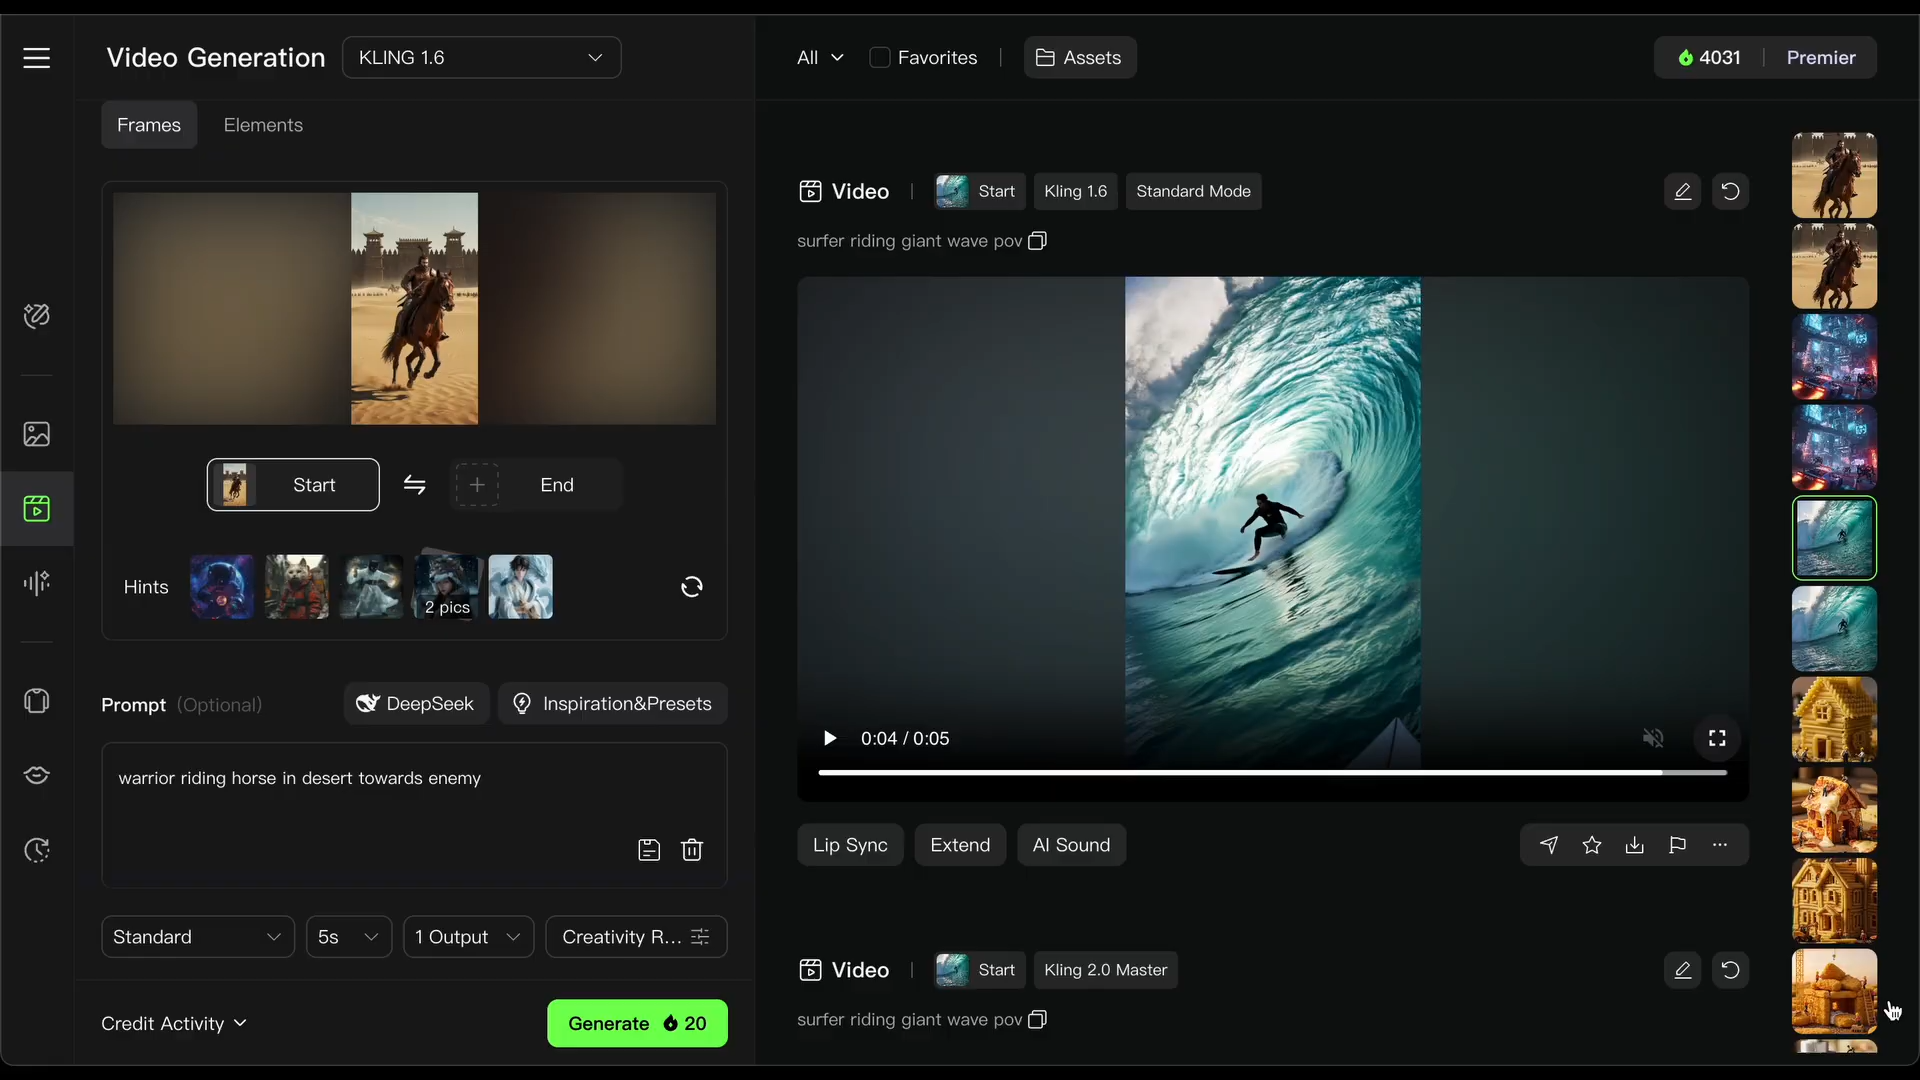 Video Generation
KLING 1.6
All
Favorites
Assets
4031
Premier
Frames
Elements
Video
Start
Kling 1.6
Standard Mode
surfer riding giant wave pov
Start
End
Hints
2 pics
Prompt (Optional)
DeepSeek
Inspiration&Presets
warrior riding horse in desert towards enemy
0:04 / 0:05
Lip Sync
Extend
AI Sound
Standard
5s
1 Output
Creativity R...
Credit Activity
Generate 20
Video
Start
Kling 2.0 Master
surfer riding giant wave pov